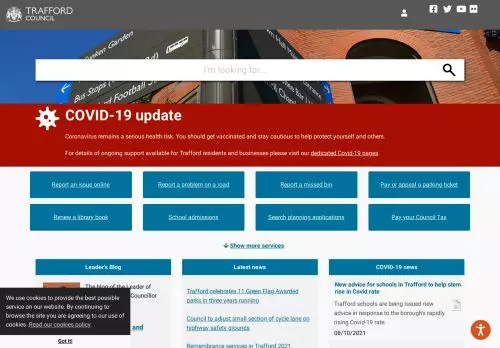 TRAFFORD
COUNCIL
Sunken Garden
Bus Stops
Football St
I'm looking for...
COVID-19 update
Coronavirus remains a serious health risk. You should get vaccinated and stay cautious to help protect yourself and others.
For details of ongoing support available for Trafford residents and businesses please visit our dedicated Covid-19 pages.
Report an issue online
Report a problem on a road
Report a missed bin
Pay or appeal a parking ticket
Renew a library book
School admissions
Search planning applications
Pay your Council Tax
Show more services
Leader's Blog
Latest news
COVID-19 news
The blog of the Leader of
Councillor
and
Trafford celebrates 11 Green Flag Awarded
parks in three years running
Council to adjust small section of cycle lane on
highway safety grounds
Remembrance services in Trafford 2021
New advice for schools in Trafford to help stem
rise in Covid rate
Trafford schools are being issued new
advice in response to the borough's rapidly
rising Covid-19 rate.
08/10/2021
We use cookies to provide the best possible
service on our website. By continuing to
browse the site you are agreeing to our use of
cookies. Read our cookies policy
Got it!